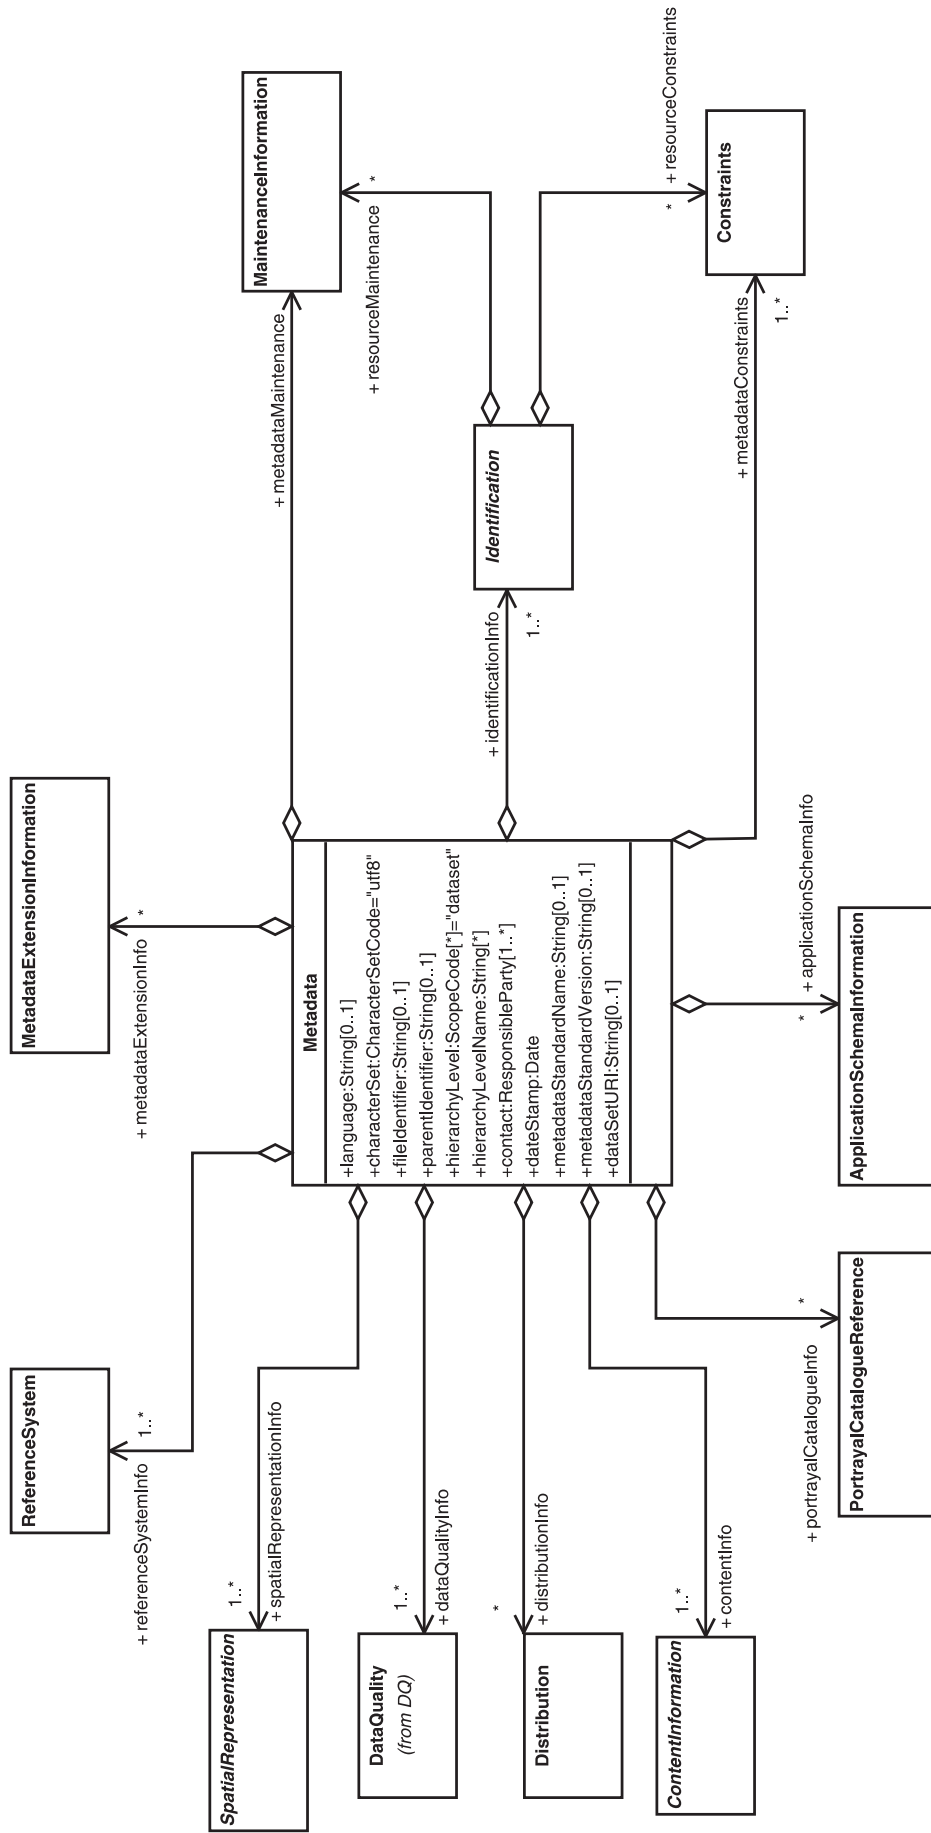 ReferenceSystem
+ referenceSystemInfo
1..*
MetadataExtensionInformation
+ metadataExtensionInfo
*
SpatialRepresentation
1..*
+ spatialRepresentationInfo
DataQuality
(from DQ)
1..*
+ dataQualityInfo
Distribution
*
+ distributionInfo
ContentInformation
1..*
+ contentInfo
Metadata
+language:String[0..1]
+characterSet:CharacterSetCode="utf8"
+fileIdentifier:String[0..1]
+parentIdentifier:String[0..1]
+hierarchyLevel:ScopeCode[*]="dataset"
+hierarchyLevelName:String[*]
+contact:ResponsibleParty[1..*]
+dateStamp:Date
+metadataStandardName:String[0..1]
+metadataStandardVersion:String[0..1]
+dataSetURI:String[0..1]
+ metadataMaintenance
MaintenanceInformation
*
+ resourceMaintenance
+ identificationInfo
1..*
Identification
+ resourceConstraints
*
Constraints
+ metadataConstraints
1..*
+ portrayalCatalogueInfo
*
PortrayalCatalogueReference
*
+ applicationSchemaInfo
ApplicationSchemaInformation